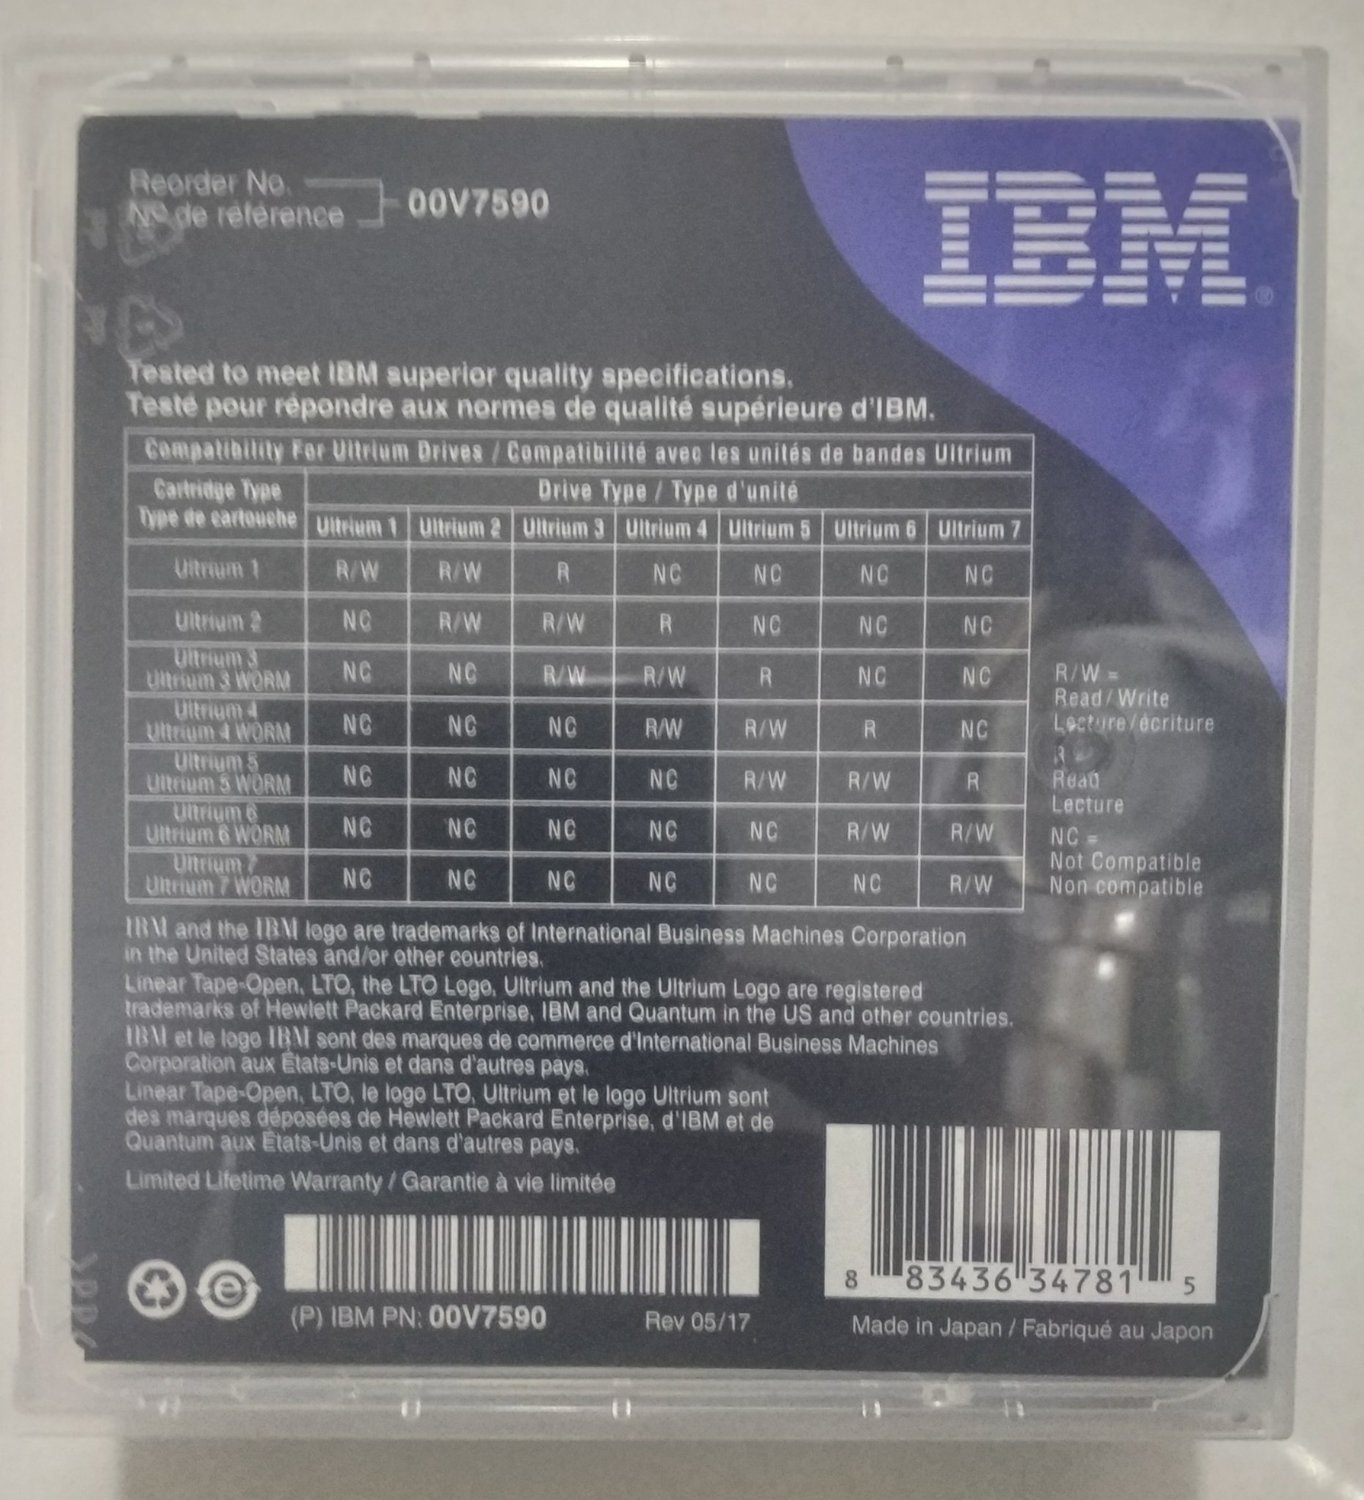 Reorder No.
Nº de référence
00V7590
IBM®
Tested to meet IBM superior quality specifications.
Testé pour répondre aux normes de qualité supérieure d'IBM.
Compatibility For Ultrium Drives / Compatibilité avec les unités de bandes Ultrium
Cartridge Type
Type de cartouche
Drive Type / Type d'unité
Ultrium 1 Ultrium 2 Ultrium 3 Ultrium 4 Ultrium 5 Ultrium 6 Ultrium 7
Ultrium 1 R/W R/W R NC NC NC NC
Ultrium 2 NC R/W R/W R NC NC NC
Ultrium 3
Ultrium 3 WORM NC NC R/W R/W R NC NC
Ultrium 4
Ultrium 4 WORM NC NC NC R/W R/W R NC
Ultrium 5
Ultrium 5 WORM NC NC NC NC R/W R/W R
Ultrium 6
Ultrium 6 WORM NC NC NC NC NC R/W R/W
Ultrium 7
Ultrium 7 WORM NC NC NC NC NC NC R/W
R/W =
Read/Write
Lecture/écriture
R
Read
Lecture
NC =
Not Compatible
Non compatible
IBM and the IBM logo are trademarks of International Business Machines Corporation
in the United States and/or other countries.
Linear Tape-Open, LTO, the LTO Logo, Ultrium and the Ultrium Logo are registered
trademarks of Hewlett Packard Enterprise, IBM and Quantum in the US and other countries.
IBM et le logo IBM sont des marques de commerce d'International Business Machines
Corporation aux États-Unis et dans d'autres pays.
Linear Tape-Open, LTO, le logo LTO, Ultrium et le logo Ultrium sont
des marques déposées de Hewlett Packard Enterprise, d'IBM et de
Quantum aux États-Unis et dans d'autres pays.
Limited Lifetime Warranty / Garantie à vie limitée
(P) IBM PN: 00V7590
Rev 05/17
8 83436 34781 5
Made in Japan / Fabriqué au Japon
PP
PP